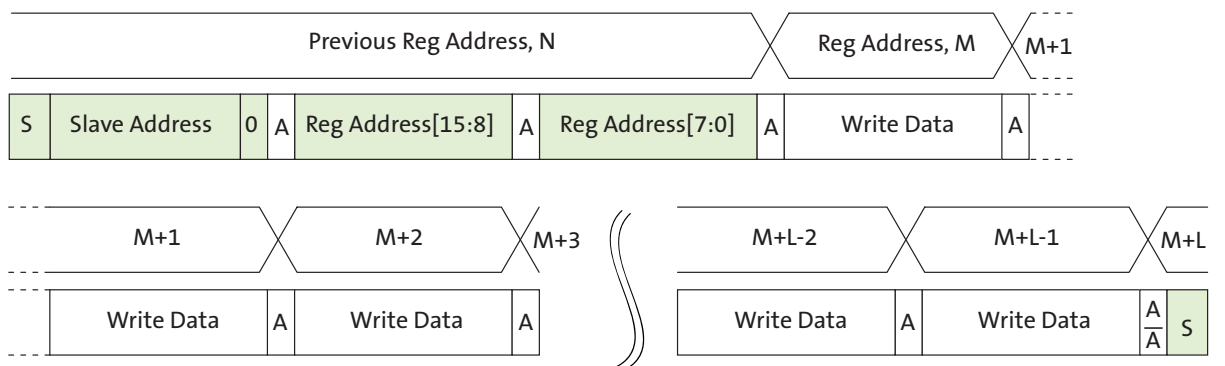 Previous Reg Address, N Reg Address, M M+1
S Slave Address 0 A Reg Address[15:8] A Reg Address[7:0] A Write Data A
M+1 M+2 M+3 M+L-2 M+L-1 M+L
Write Data A Write Data A Write Data A Write Data A/A̅ S